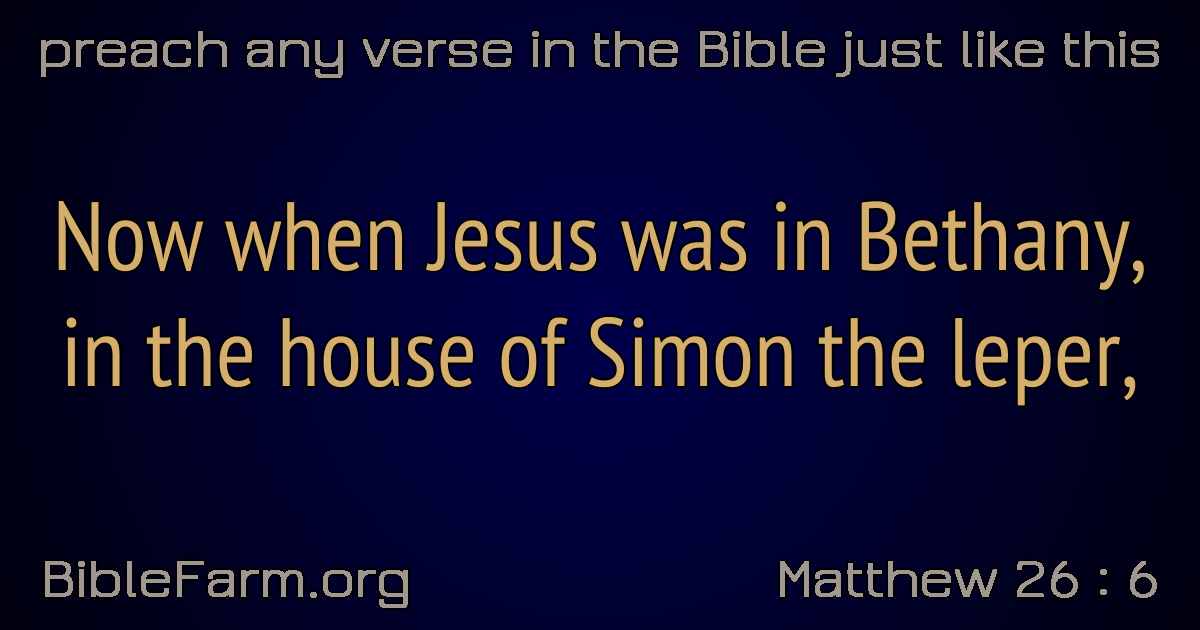 preach any verse in the Bible just like this
Now when Jesus was in Bethany,
in the house of Simon the leper,
BibleFarm.org
Matthew 26 : 6